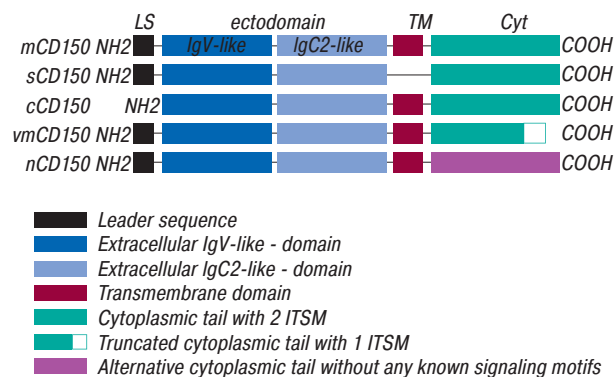 LS ectodomain TM Cyt
mCD150 NH2 IgV-like IgC2-like COOH
sCD150 NH2 COOH
cCD150 NH2 COOH
vmCD150 NH2 COOH
nCD150 NH2 COOH
Leader sequence
Extracellular IgV-like - domain
Extracellular IgC2-like - domain
Transmembrane domain
Cytoplasmic tail with 2 ITSM
Truncated cytoplasmic tail with 1 ITSM
Alternative cytoplasmic tail without any known signaling motifs